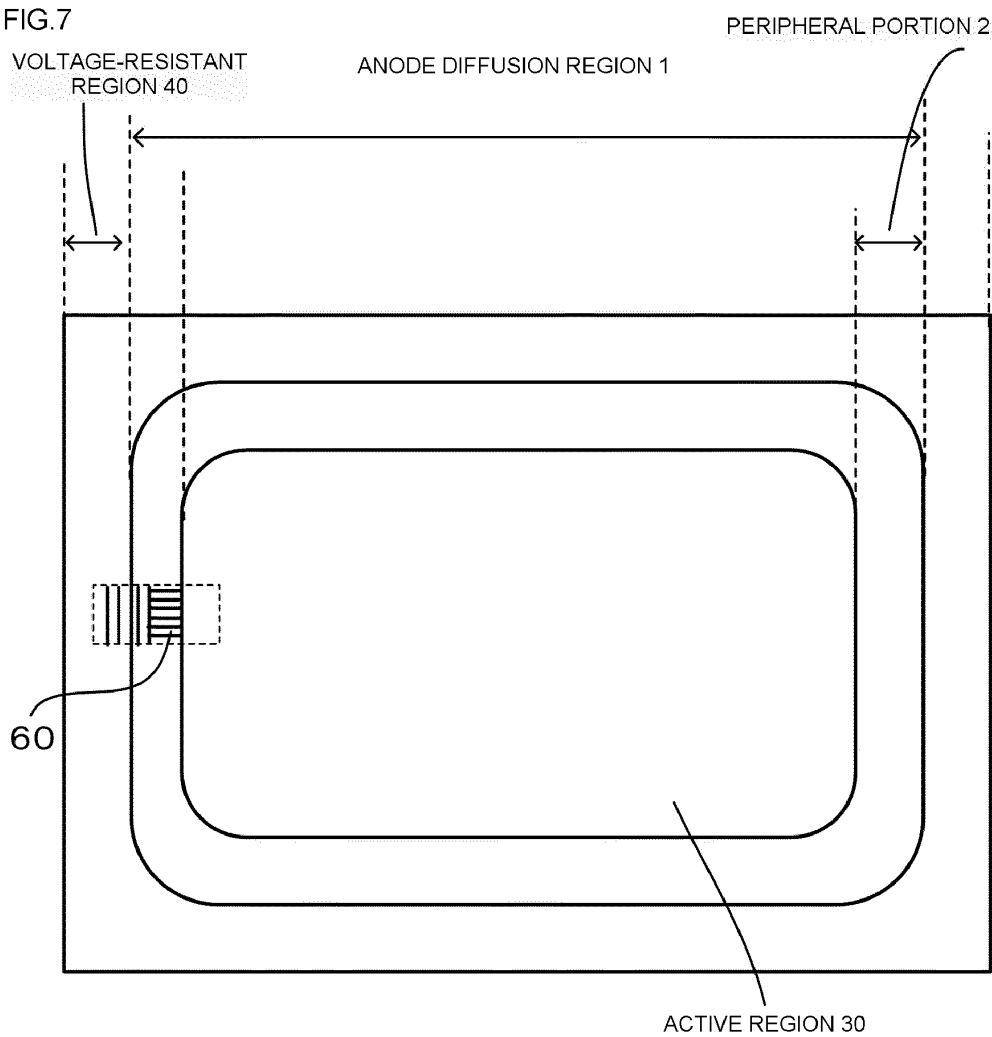 FIG.7
PERIPHERAL PORTION 2
VOLTAGE-RESISTANT
REGION 40
ANODE DIFFUSION REGION 1
60
ACTIVE REGION 30